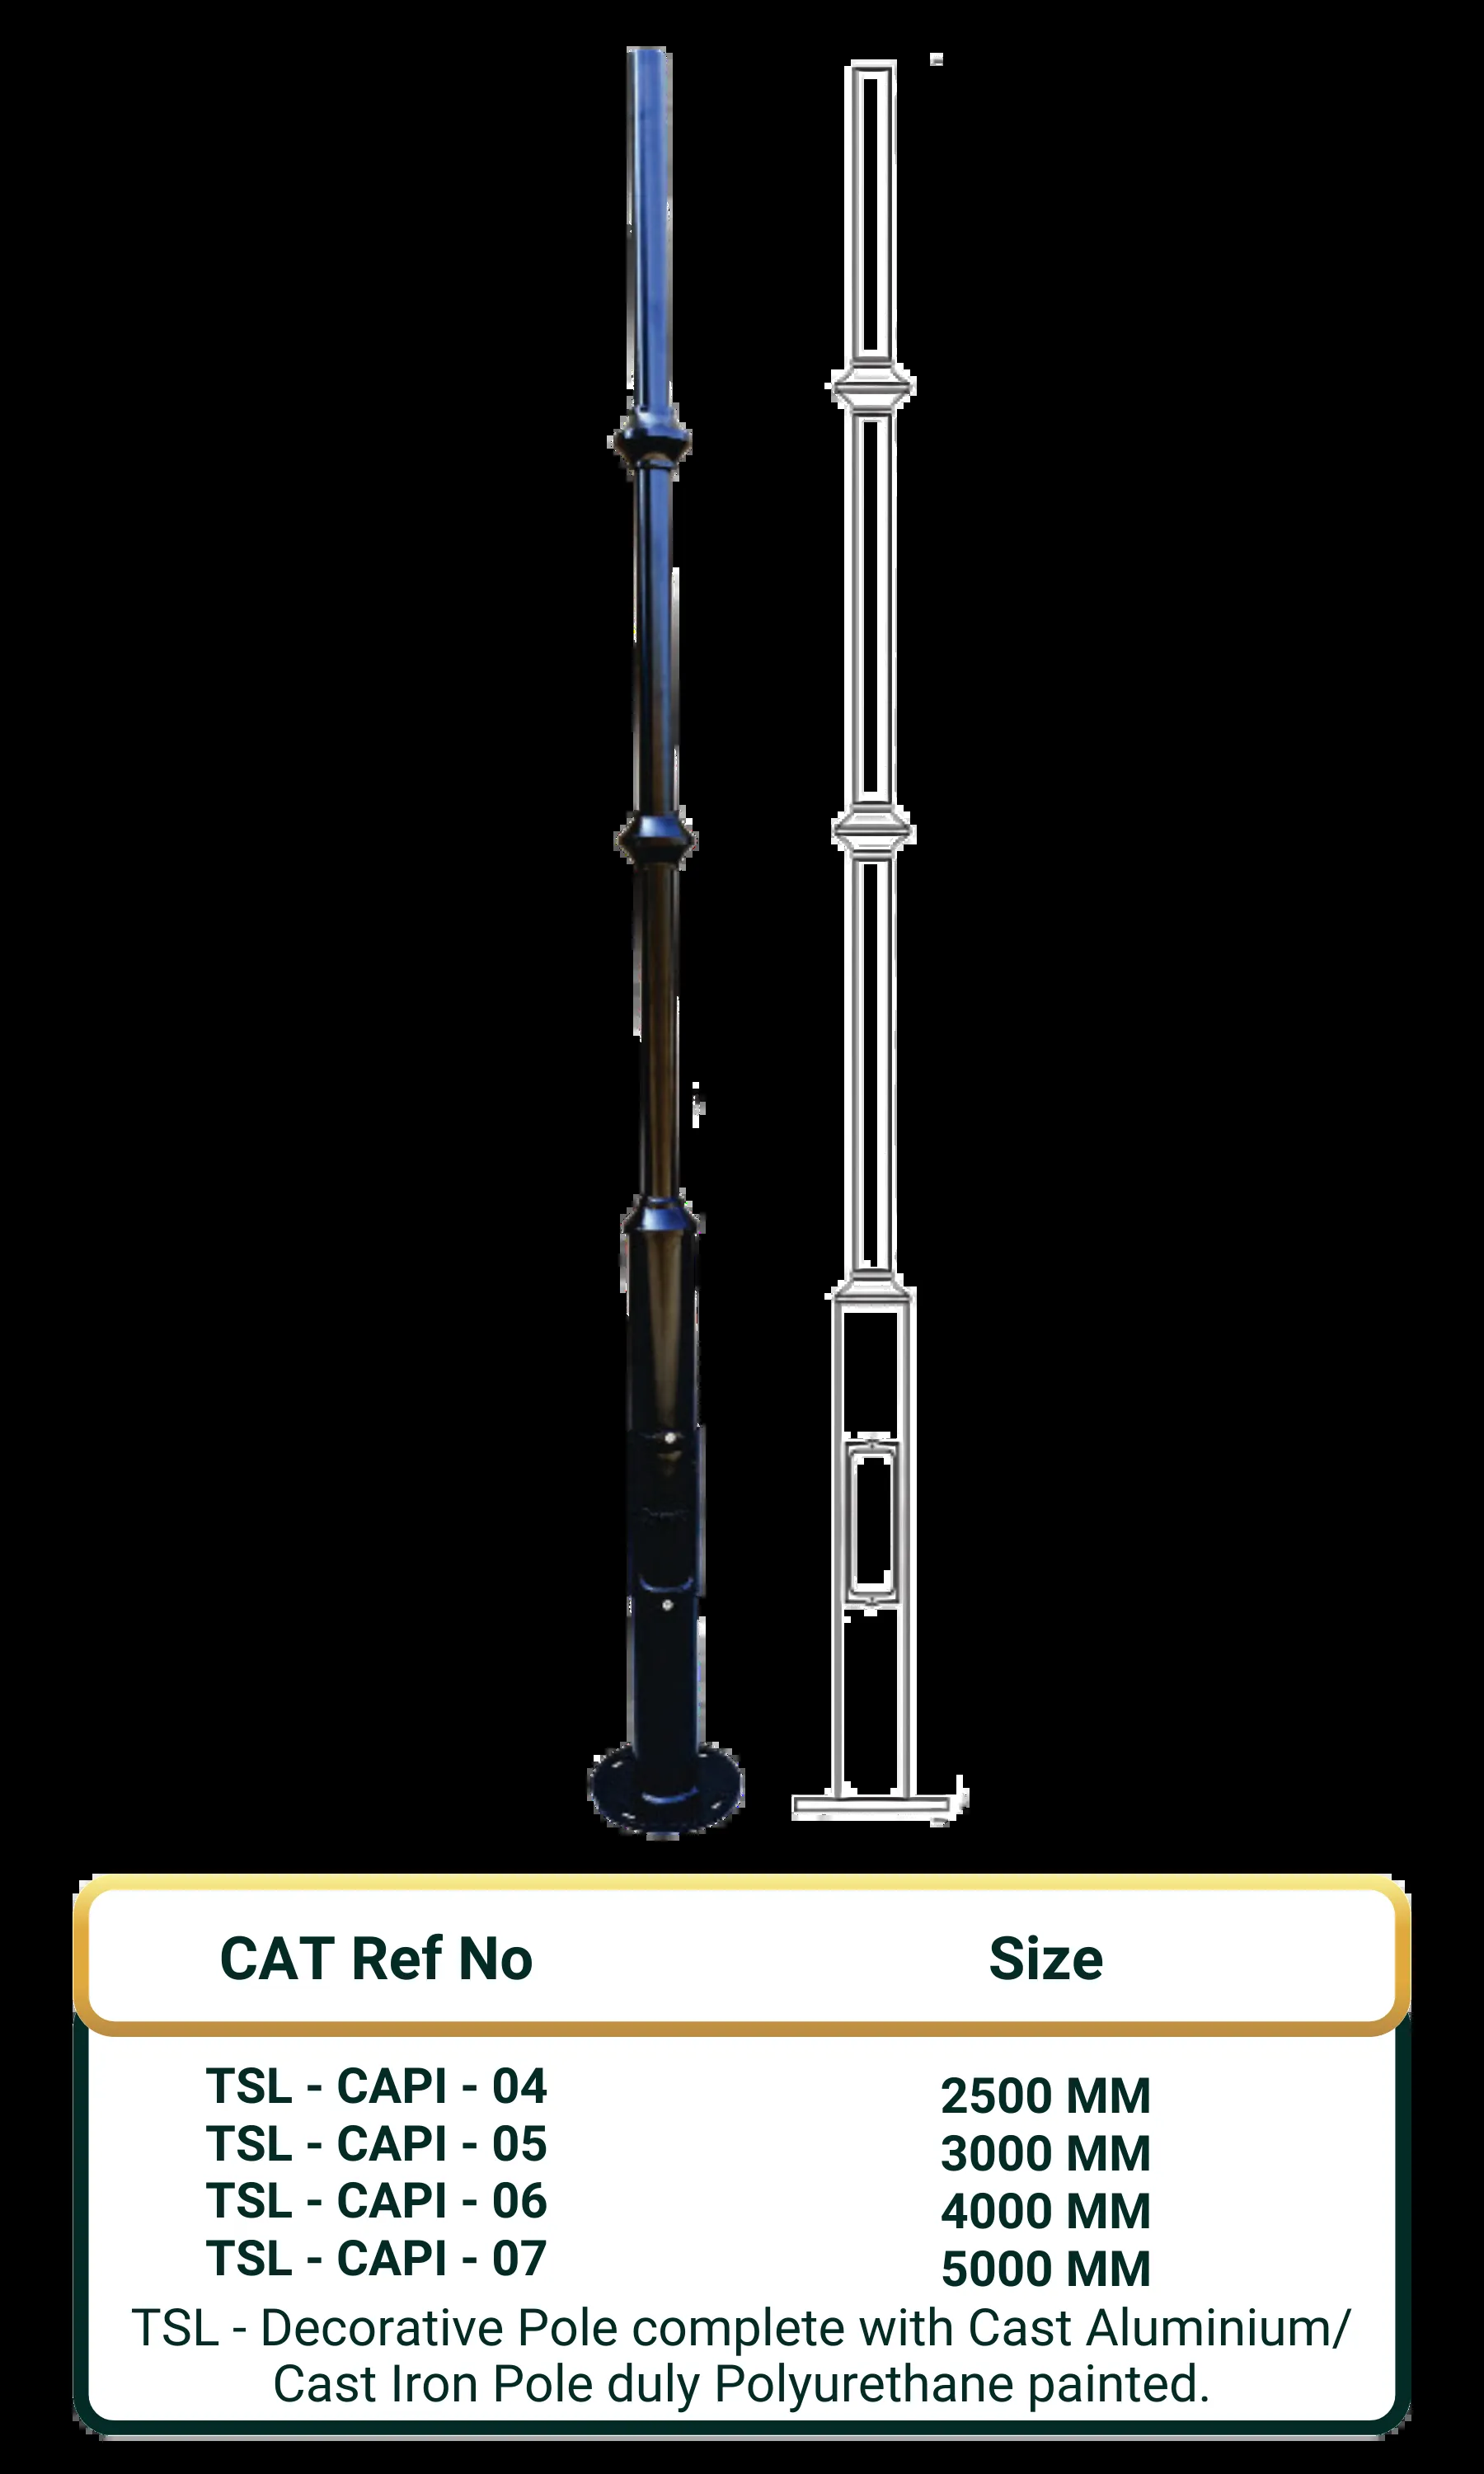 CAT Ref No Size
TSL - CAPI - 04 2500 MM
TSL - CAPI - 05 3000 MM
TSL - CAPI - 06 4000 MM
TSL - CAPI - 07 5000 MM
TSL - Decorative Pole complete with Cast Aluminium/
Cast Iron Pole duly Polyurethane painted.